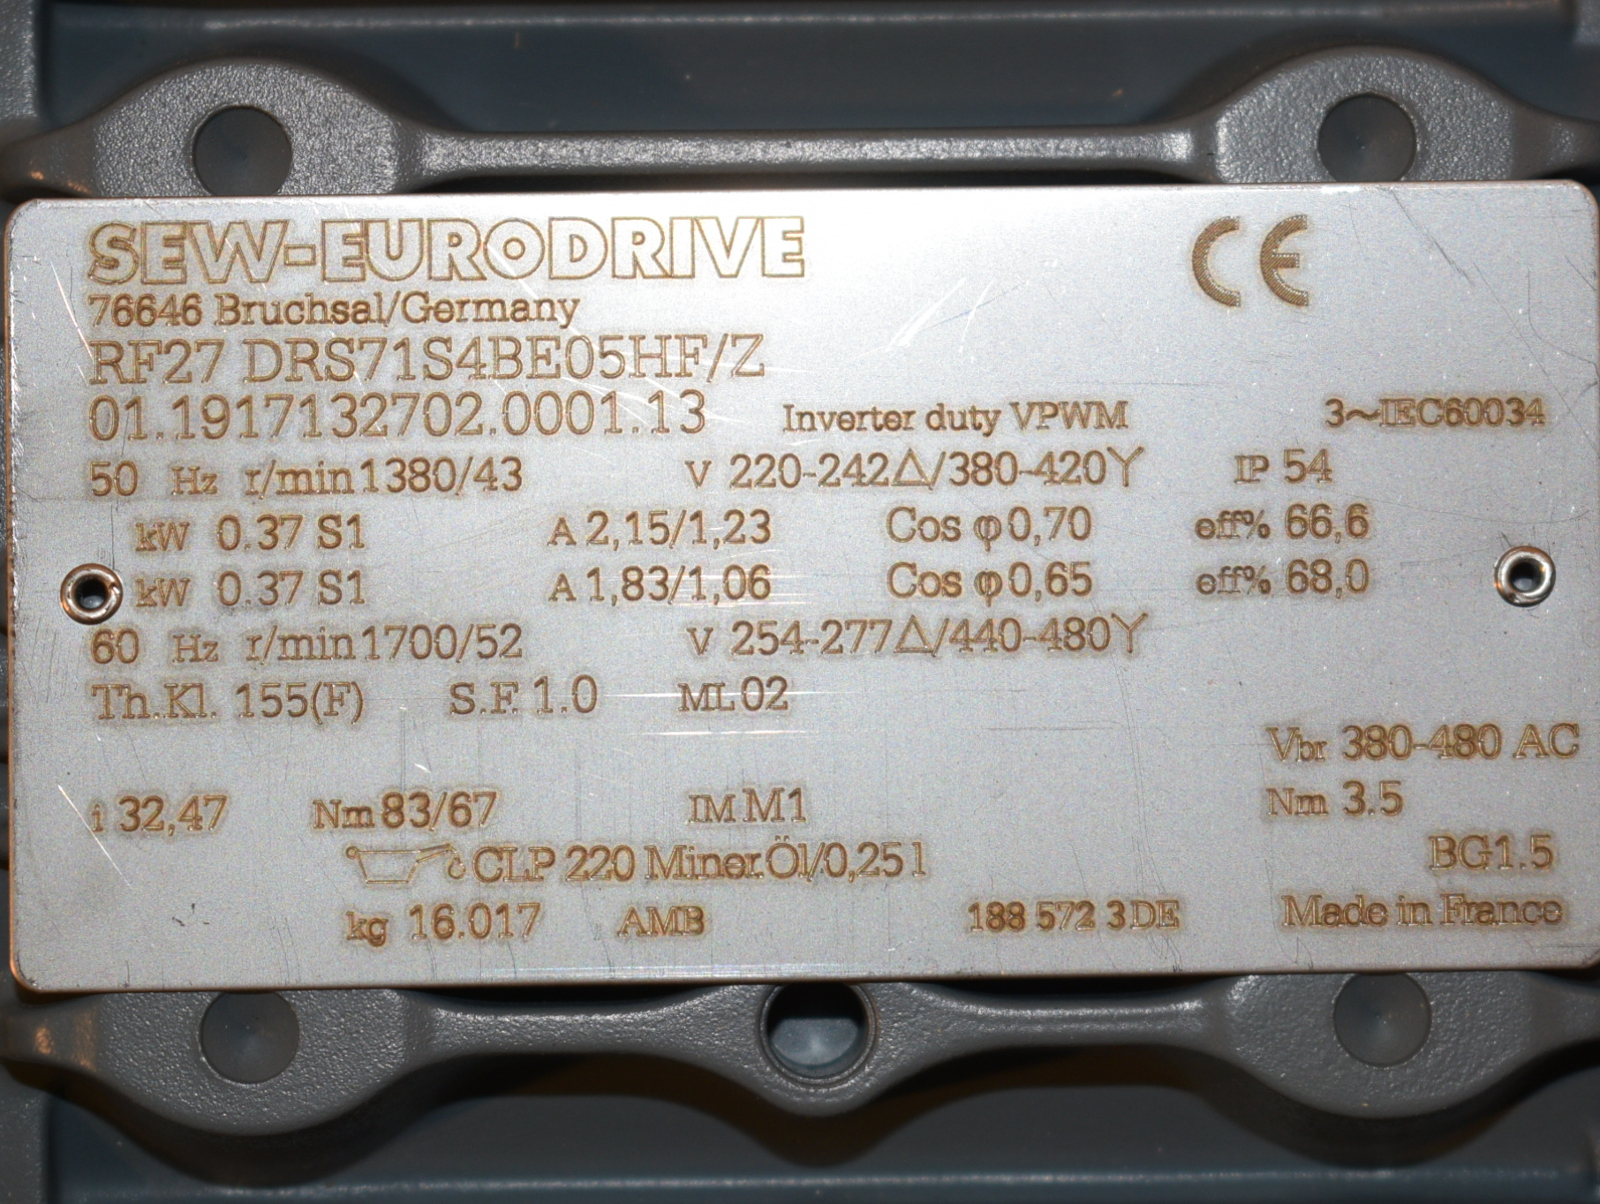 SEW-EURODRIVE CE
76646 Bruchsal/Germany
RF27 DRS71S4BE05HF/Z
01.1917132702.0001.13 Inverter duty VPWM 3~IEC60034
50 Hz r/min 1380/43 V 220-242△/380-420Y IP 54
kW 0.37 S1 A 2,15/1,23 Cos φ 0,70 eff% 66,6
kW 0.37 S1 A 1,83/1,06 Cos φ 0,65 eff% 68,0
60 Hz r/min 1700/52 V 254-277△/440-480Y
Th.Kl. 155(F) S.F. 1.0 ML 02
Vbr 380-480 AC
i 32,47 Nm 83/67 IM M1 Nm 3.5
CLP 220 Miner.Öl/0,25 l BG1.5
kg 16.017 AMB 188 572 3 DE Made in France